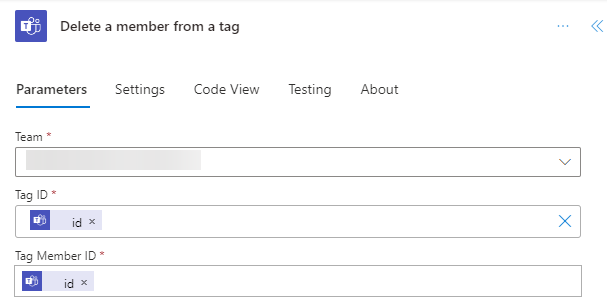 Delete a member from a tag
Parameters Settings Code View Testing About
Team *
Tag ID *
id ×
Tag Member ID *
id ×